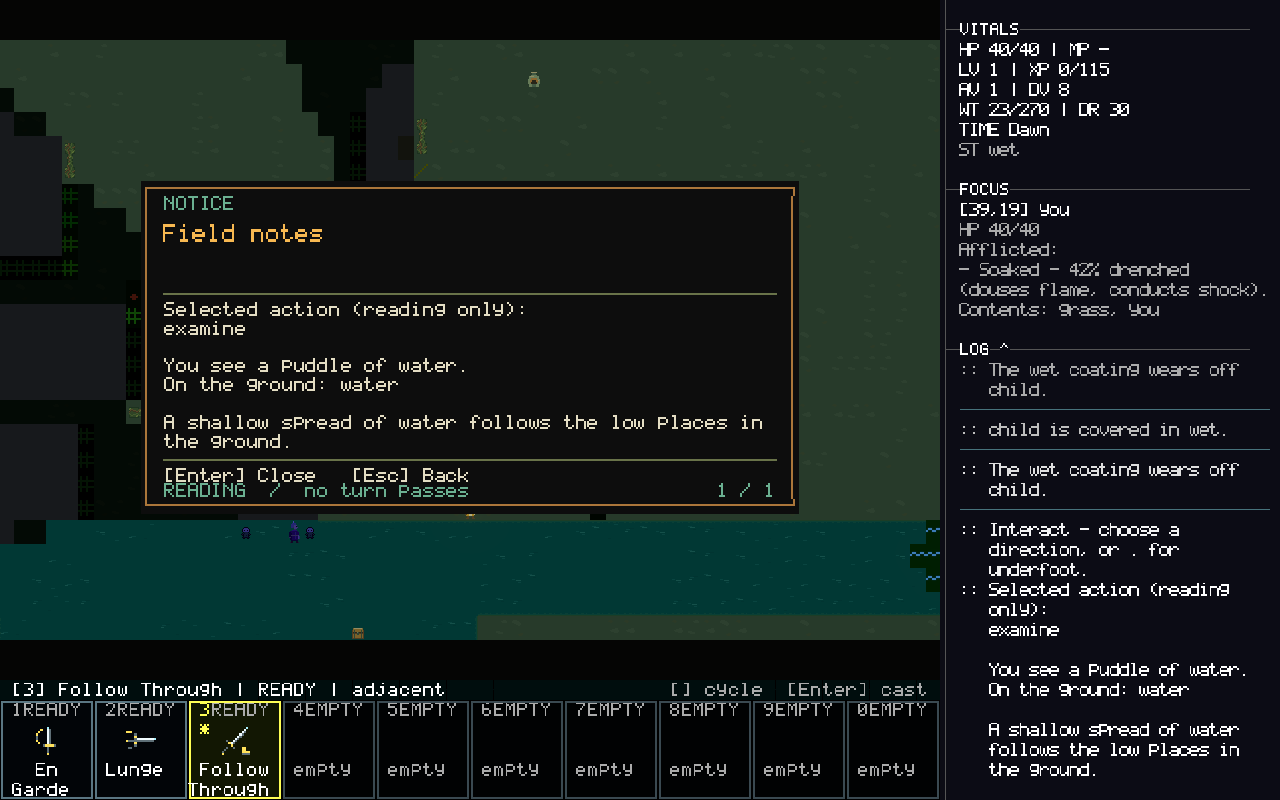 NOTICE
Field notes
Selected action (reading only):
examine
You see a Puddle of water.
On the ground: water
A shallow sPread of water follows the low Places in
the ground.
[Enter] Close   [Esc] Back
READING / no turn Passes   1 / 1
VITALS
HP 40/40 | MP -
LV 1 | XP 0/115
AV 1 | DV 8
WT 23/270 | DR 30
TIME Dawn
ST wet
FOCUS
[39,19] You
HP 40/40
Afflicted:
- Soaked - 42% drenched
(douses flame, conducts shock).
Contents: grass, You
LOG ^
:: The wet coating wears off
child.
:: child is covered in wet.
:: The wet coating wears off
child.
:: Interact - choose a
direction, or . for
underfoot.
:: Selected action (reading
only):
examine
You see a Puddle of water.
On the ground: water
A shallow sPread of water
follows the low Places in
the ground.
[3] Follow Through | READY | adjacent   [] cycle   [Enter] cast
1READY 2READY 3READY 4EMPTY 5EMPTY 6EMPTY 7EMPTY 8EMPTY 9EMPTY 0EMPTY
*
En Lunge Follow emPty emPty emPty emPty emPty emPty emPty
Garde Through